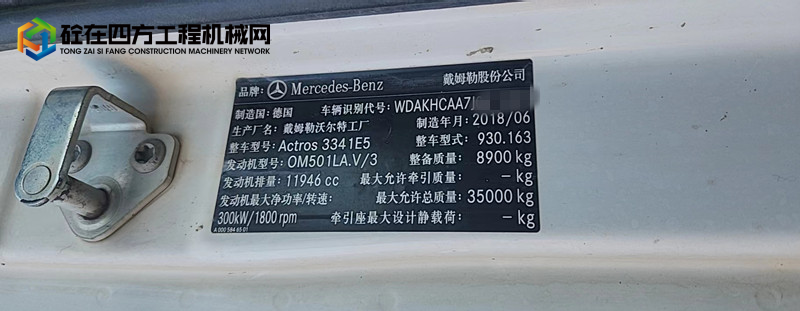 砼在四方工程机械网
TONG ZAI SI FANG CONSTRUCTION MACHINERY NETWORK
品牌: Mercedes-Benz 戴姆勒股份公司
制造国: 德国 车辆识别代号: WDAKHCAA7J
生产厂名: 戴姆勒沃尔特工厂 制造年月: 2018/06
整车型号: Actros 3341E5 整车型式: 930.163
发动机型号: OM501LA.V/3 整备质量: 8900 kg
发动机排量: 11946 cc 最大允许牵引质量: – kg
发动机最大净功率/转速: 最大允许总质量: 35000 kg
300kW/1800 rpm 牵引座最大设计静载荷: – kg
A 000 584 65 01